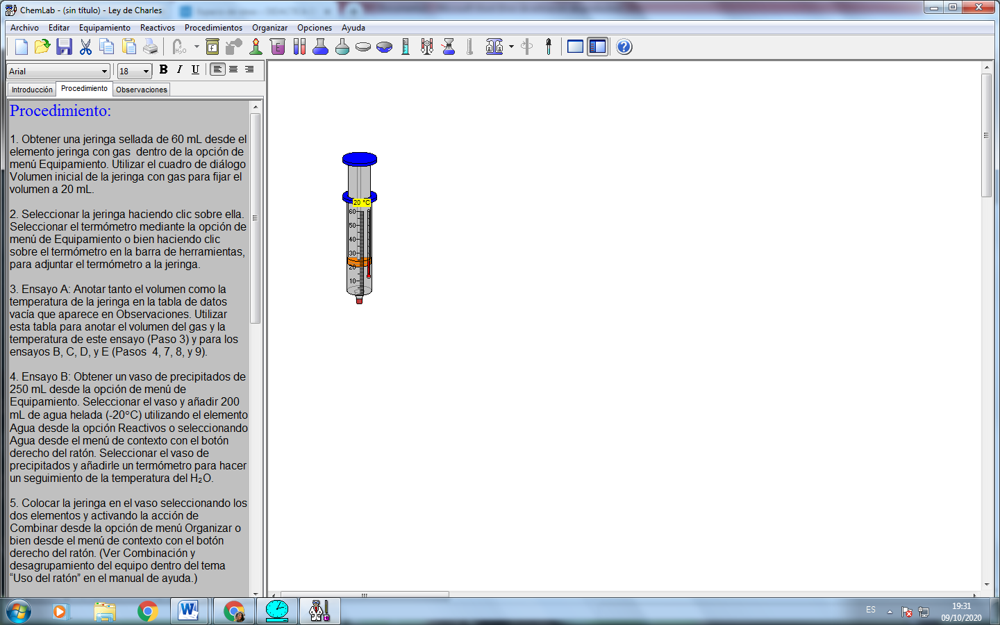 ChemLab - (sin título) - Ley de Charles
Archivo Editar Equipamiento Reactivos Procedimientos Organizar Opciones Ayuda
H₂O F
Arial 18 B I U
Introducción Procedimiento Observaciones
Procedimiento:
1. Obtener una jeringa sellada de 60 mL desde el
elemento jeringa con gas dentro de la opción de
menú Equipamiento. Utilizar el cuadro de diálogo
Volumen inicial de la jeringa con gas para fijar el
volumen a 20 mL.
2. Seleccionar la jeringa haciendo clic sobre ella.
Seleccionar el termómetro mediante la opción de
menú de Equipamiento o bien haciendo clic
sobre el termómetro en la barra de herramientas,
para adjuntar el termómetro a la jeringa.
3. Ensayo A: Anotar tanto el volumen como la
temperatura de la jeringa en la tabla de datos
vacía que aparece en Observaciones. Utilizar
esta tabla para anotar el volumen del gas y la
temperatura de este ensayo (Paso 3) y para los
ensayos B, C, D, y E (Pasos 4, 7, 8, y 9).
4. Ensayo B: Obtener un vaso de precipitados de
250 mL desde la opción de menú de
Equipamiento. Seleccionar el vaso y añadir 200
mL de agua helada (-20°C) utilizando el elemento
Agua desde la opción Reactivos o seleccionando
Agua desde el menú de contexto con el botón
derecho del ratón. Seleccionar el vaso de
precipitados y añadirle un termómetro para hacer
un seguimiento de la temperatura del H₂O.
5. Colocar la jeringa en el vaso seleccionando los
dos elementos y activando la acción de
Combinar desde la opción de menú Organizar o
bien desde el menú de contexto con el botón
derecho del ratón. (Ver Combinación y
desagrupamiento del equipo dentro del tema
“Uso del ratón” en el manual de ayuda.)
20 °C
60
50
40
30
20
10
ES
19:31
09/10/2020